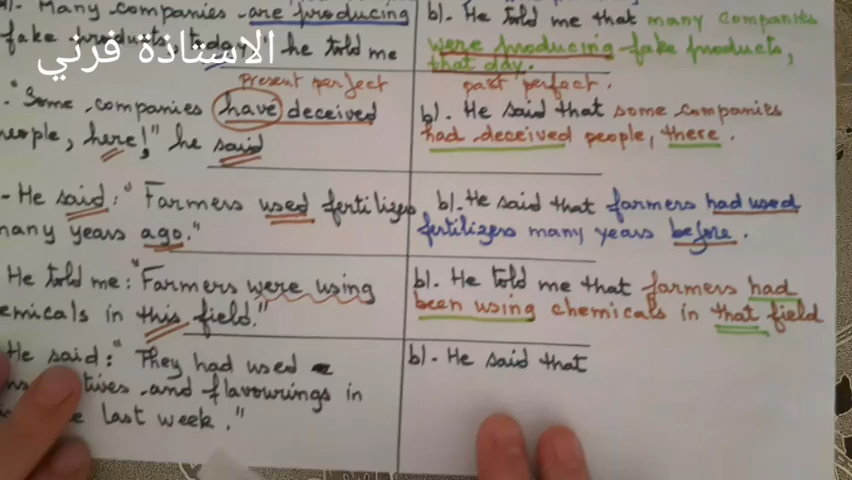 Many companies are producing
fake products, today" he told me
b). He told me that many companies
were producing fake products,
that day.
الاستاذة فرني
present perfect
past perfect.
"Some companies have deceived
people, here!" he said
b). He said that some companies
had deceived people, there.
- He said: "Farmers used fertilizers
many years ago."
b). He said that farmers had used
fertilizers many years before.
He told me: "Farmers were using
chemicals in this field."
b). He told me that farmers had
been using chemicals in that field
He said: "They had used
and flavourings in
last week."
b). He said that